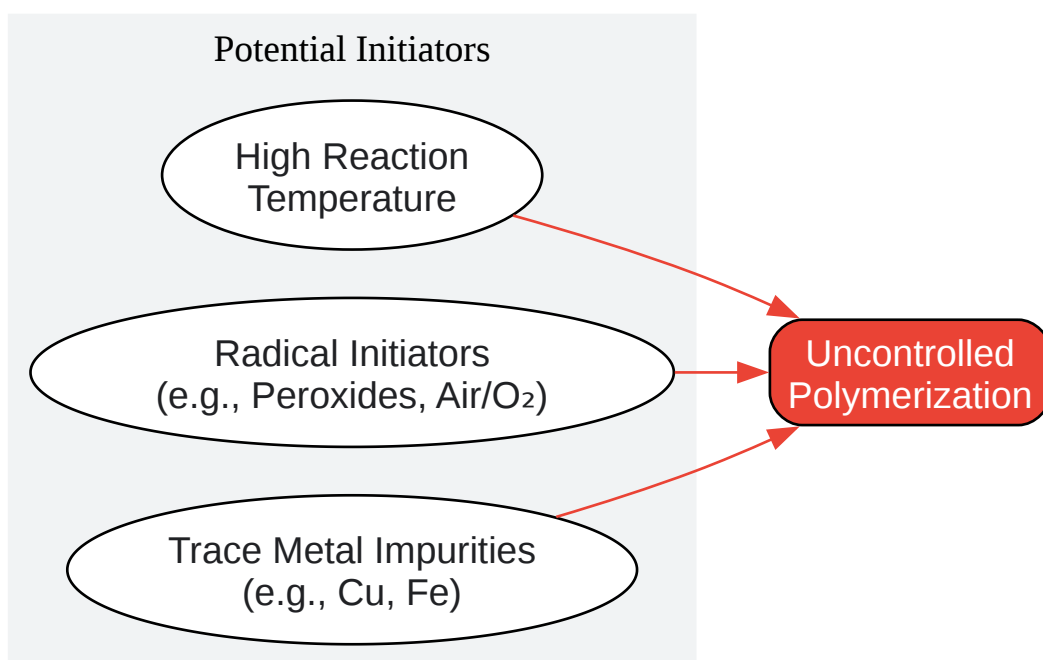 Potential Initiators
High Reaction
Temperature
Radical Initiators
(e.g., Peroxides, Air/O₂)
Uncontrolled
Polymerization
Trace Metal Impurities
(e.g., Cu, Fe)